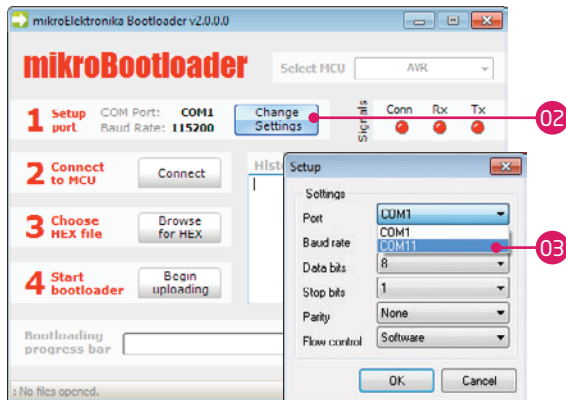 mikroElektronika Bootloader v2.0.0.0
mikroBootloader
Select MCU
AVR
1 Setup port
COM Port: COM1
Baud Rate: 115200
Change Settings
Signals
Conn Rx Tx
02
2 Connect to MCU
Connect
3 Choose HEX file
Browse for HEX
4 Start bootloader
Begin uploading
Bootloading progress bar
: No files opened.
Setup
Settings
Port
COM1
COM1
COM11
03
Baud rate
Data bits
8
Stop bits
1
Parity
None
Flow control
Software
OK
Cancel